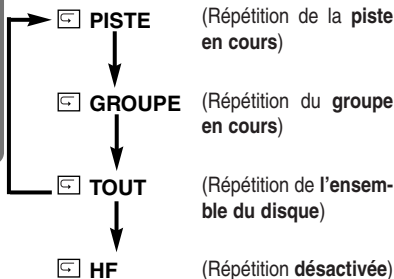 PISTE (Répétition de la piste
en cours)
GROUPE (Répétition du groupe
en cours)
TOUT (Répétition de l'ensem-
ble du disque)
HF (Répétition désactivée)